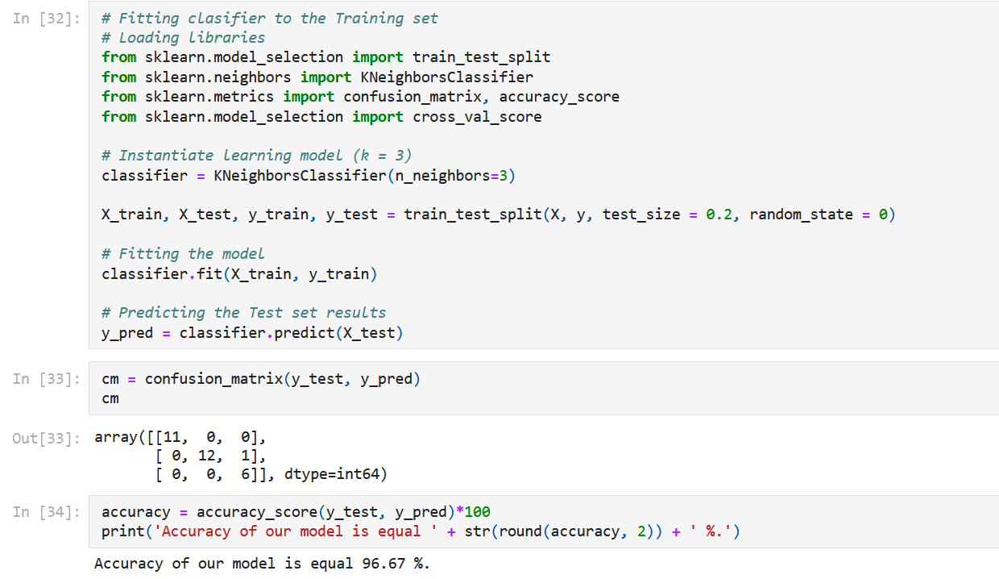 In [32]: # Fitting clasifier to the Training set
# Loading libraries
from sklearn.model_selection import train_test_split
from sklearn.neighbors import KNeighborsClassifier
from sklearn.metrics import confusion_matrix, accuracy_score
from sklearn.model_selection import cross_val_score
# Instantiate learning model (k = 3)
classifier = KNeighborsClassifier(n_neighbors=3)
X_train, X_test, y_train, y_test = train_test_split(X, y, test_size = 0.2, random_state = 0)
# Fitting the model
classifier.fit(X_train, y_train)
# Predicting the Test set results
y_pred = classifier.predict(X_test)
In [33]: cm = confusion_matrix(y_test, y_pred)
cm
Out[33]: array([[11,  0,  0],
[ 0, 12,  1],
[ 0,  0,  6]], dtype=int64)
In [34]: accuracy = accuracy_score(y_test, y_pred)*100
print('Accuracy of our model is equal ' + str(round(accuracy, 2)) + ' %.')
Accuracy of our model is equal 96.67 %.